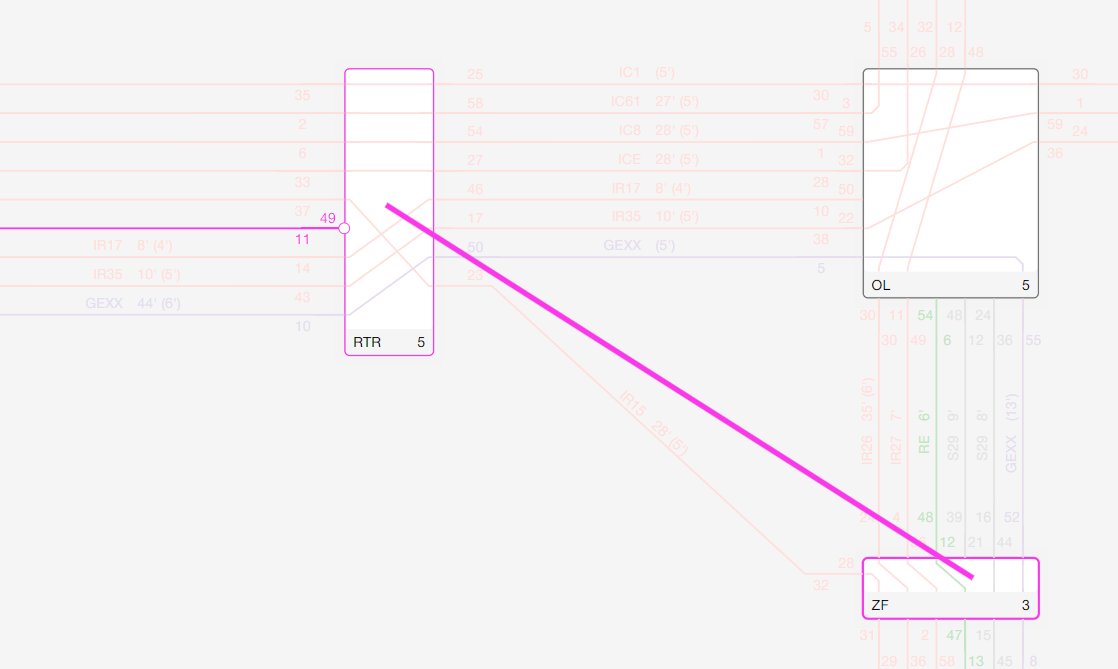 5 34 32 12
55 26 28 48
25 IC1 (5') 30
35 58 IC61 27' (5') 30 3 1
2 54 IC8 28' (5') 57 59 59 24
6 27 ICE 28' (5') 1 32 36
33 46 IR17 8' (4') 28 50
37 49 17 IR35 10' (5') 10 22
11 IR17 8' (4') 50 GEXX (5') 38
14 IR35 10' (5') 23 5
43 GEXX 44' (6')
10
RTR 5
OL 5
30 11 54 48 24
30 49 6 12 36 55
IR15 28' (5')
IR26 35' (6')
IR27 7'
RE 6'
S29 9'
S29 8'
GEXX (13')
4 48 39 16 52
12 21 44
28
32
ZF 3
31 2 47 15
29 36 58 13 45 8